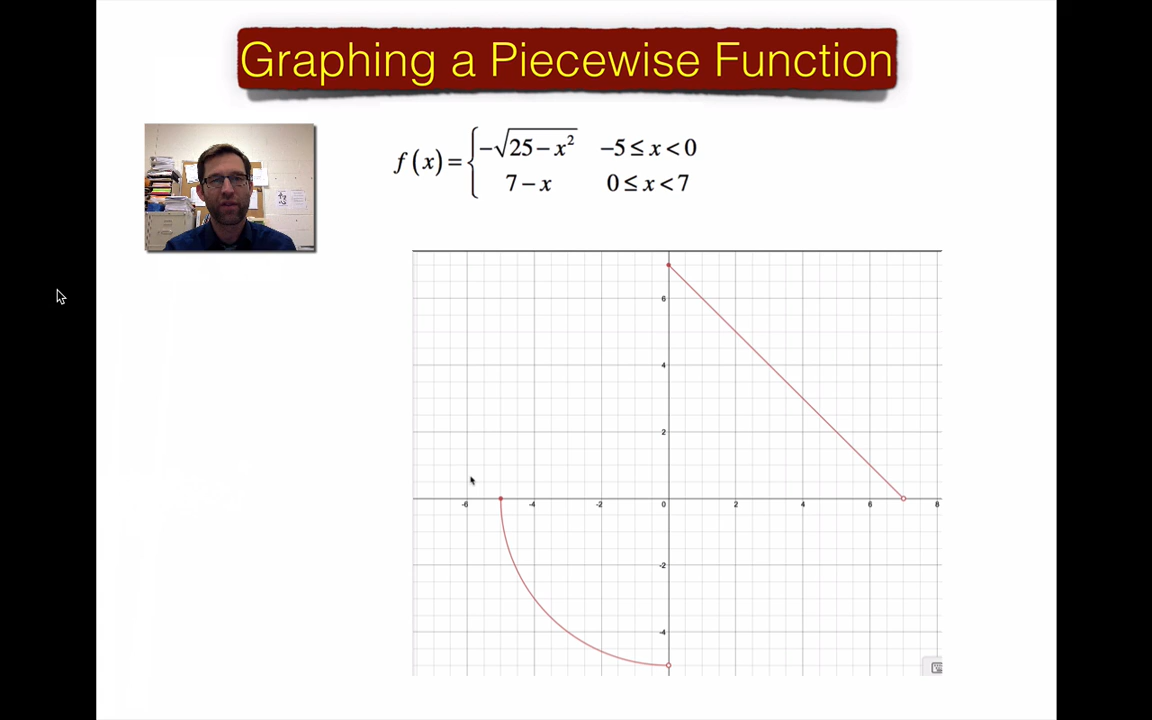 Graphing a Piecewise Function
f(x) = { -√25-x²   -5 ≤ x < 0
7-x   0 ≤ x < 7
6
4
2
-6 -4 -2 0 2 4 6 8
-2
-4